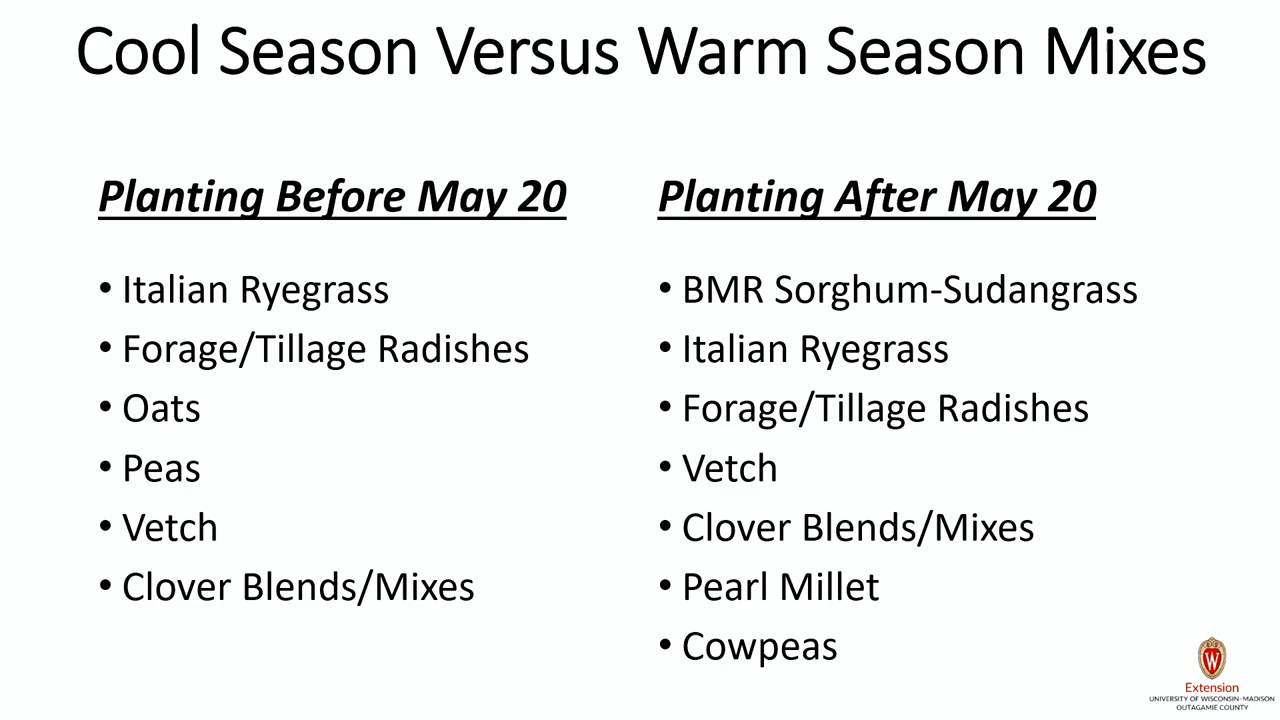 Cool Season Versus Warm Season Mixes
Planting Before May 20
• Italian Ryegrass
• Forage/Tillage Radishes
• Oats
• Peas
• Vetch
• Clover Blends/Mixes
Planting After May 20
• BMR Sorghum-Sudangrass
• Italian Ryegrass
• Forage/Tillage Radishes
• Vetch
• Clover Blends/Mixes
• Pearl Millet
• Cowpeas
W
Extension
UNIVERSITY OF WISCONSIN-MADISON
OUTAGAMIE COUNTY